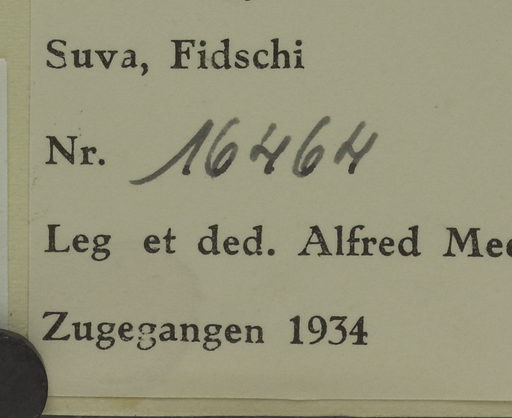 Suva, Fidschi
Nr. 16464
Leg et ded. Alfred
Zugegangen 1934